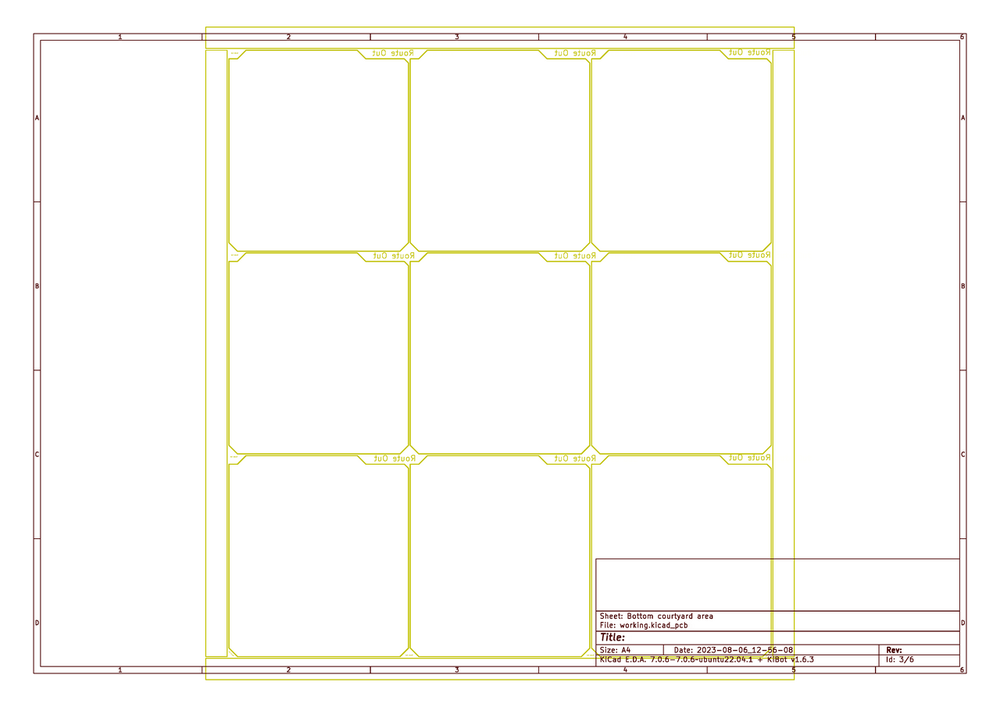 1 2 3 4 5 6
Route Out Route Out Route Out
A A
Route Out Route Out Route Out
B B
C C
Route Out Route Out Route Out
Sheet: Bottom courtyard area
D D
File: working.kicad_pcb
Title:
Size: A4 Date: 2023-08-06_12-56-08 Rev:
KiCad E.D.A. 7.0.6-7.0.6-ubuntu22.04.1 + KiBot v1.6.3 Id: 3/6
1 2 3 4 5 6